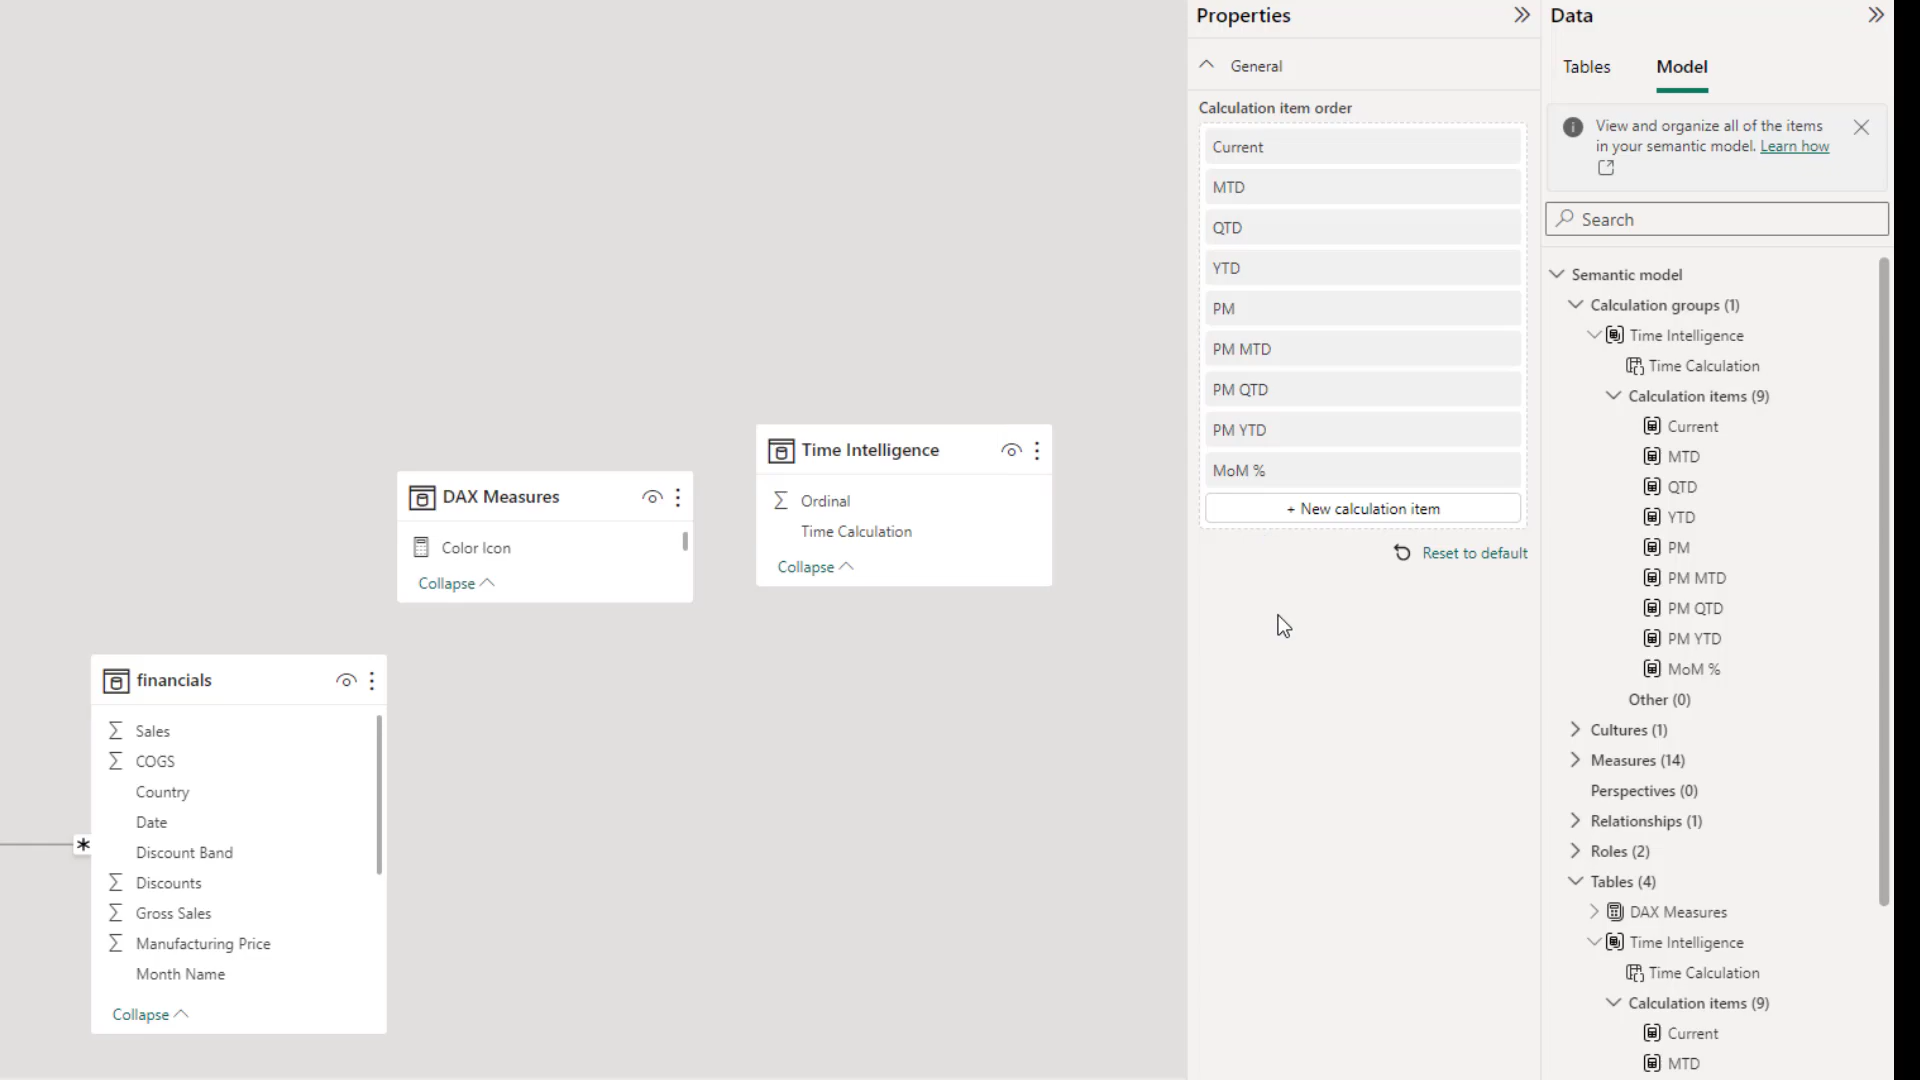 DAX Measures
Color Icon
Collapse
Time Intelligence
Ordinal
Time Calculation
Collapse
financials
Sales
COGS
Country
Date
Discount Band
Discounts
Gross Sales
Manufacturing Price
Month Name
Collapse
Properties
General
Calculation item order
Current
MTD
QTD
YTD
PM
PM MTD
PM QTD
PM YTD
MoM %
+ New calculation item
Reset to default
Data
Tables
Model
View and organize all of the items
in your semantic model. Learn how
Search
Semantic model
Calculation groups (1)
Time Intelligence
Time Calculation
Calculation items (9)
Current
MTD
QTD
YTD
PM
PM MTD
PM QTD
PM YTD
MoM %
Other (0)
Cultures (1)
Measures (14)
Perspectives (0)
Relationships (1)
Roles (2)
Tables (4)
DAX Measures
Time Intelligence
Time Calculation
Calculation items (9)
Current
MTD